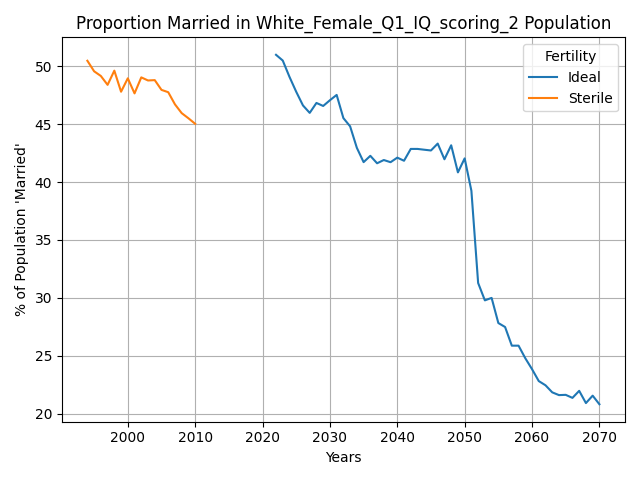 Proportion Married in White_Female_Q1_IQ_scoring_2 Population
Fertility
Ideal
Sterile
% of Population 'Married'
50
45
40
35
30
25
20
2000
2010
2020
2030
2040
2050
2060
2070
Years